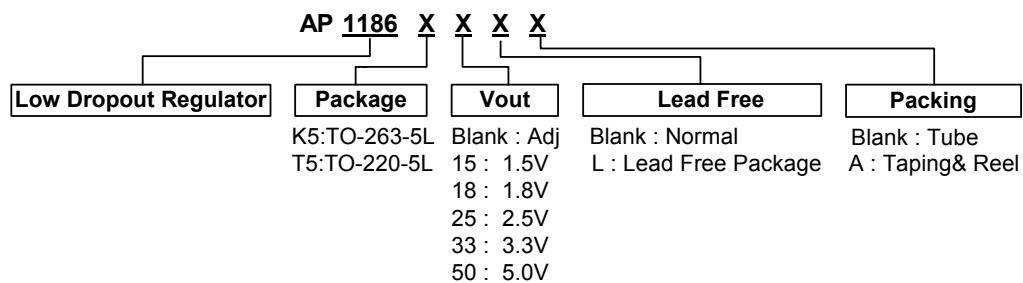 AP 1186 X X X X
Low Dropout Regulator
Package
Vout
Lead Free
Packing
K5:TO-263-5L
T5:TO-220-5L
Blank : Adj
15 : 1.5V
18 : 1.8V
25 : 2.5V
33 : 3.3V
50 : 5.0V
Blank : Normal
L : Lead Free Package
Blank : Tube
A : Taping& Reel